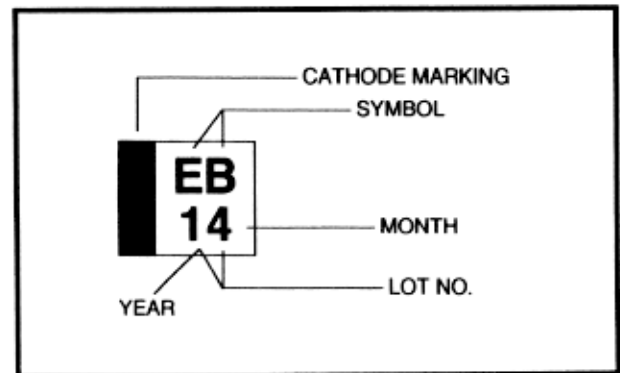 CATHODE MARKING
SYMBOL
EB
14
MONTH
LOT NO.
YEAR